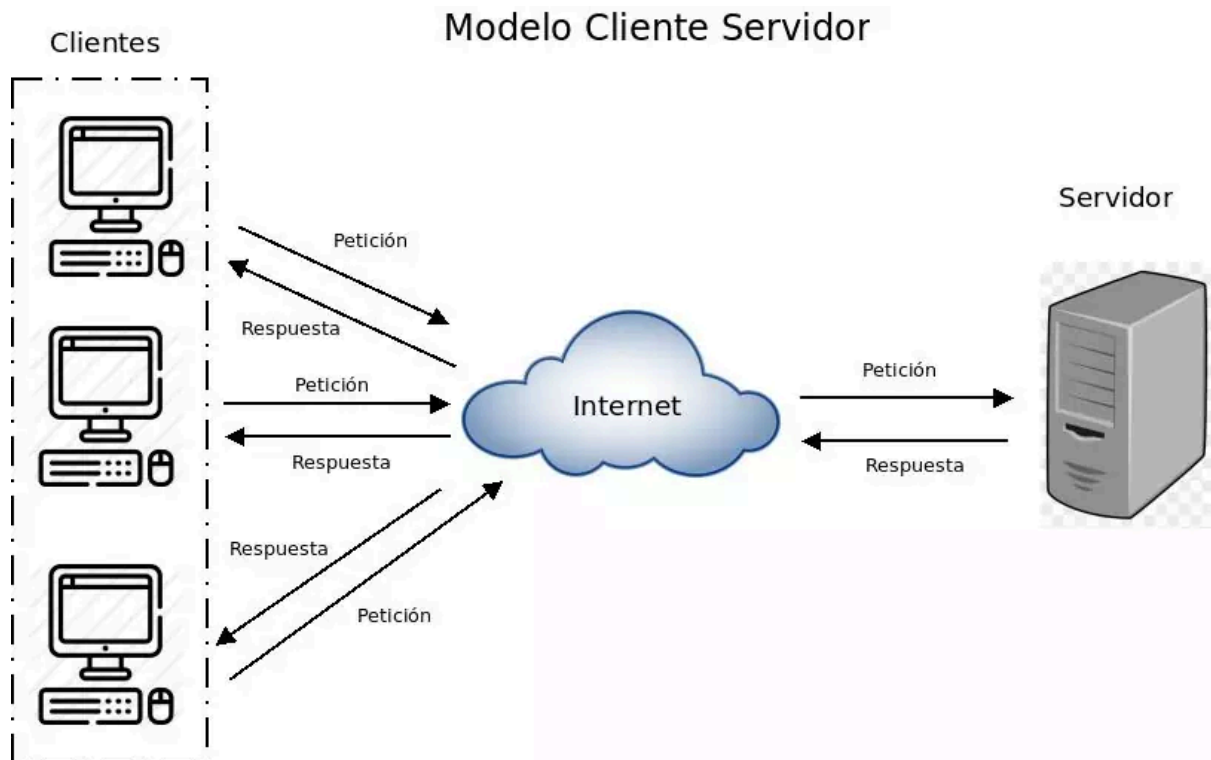 Modelo Cliente Servidor
Clientes
Servidor
Petición
Respuesta
Petición
Respuesta
Internet
Petición
Respuesta
Respuesta
Petición